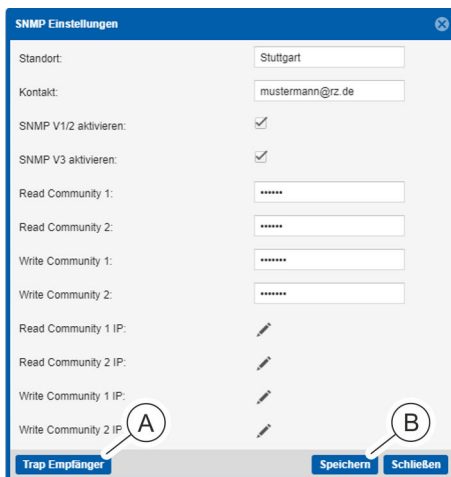 SNMP Einstellungen
Standort: Stuttgart
Kontakt: mustermann@rz.de
SNMP V1/2 aktivieren:
SNMP V3 aktivieren:
Read Community 1: ••••••
Read Community 2: ••••••
Write Community 1: •••••••
Write Community 2: •••••••
Read Community 1 IP:
Read Community 2 IP:
Write Community 1 IP:
Write Community 2 IP
A
B
Trap Empfänger Speichern Schließen